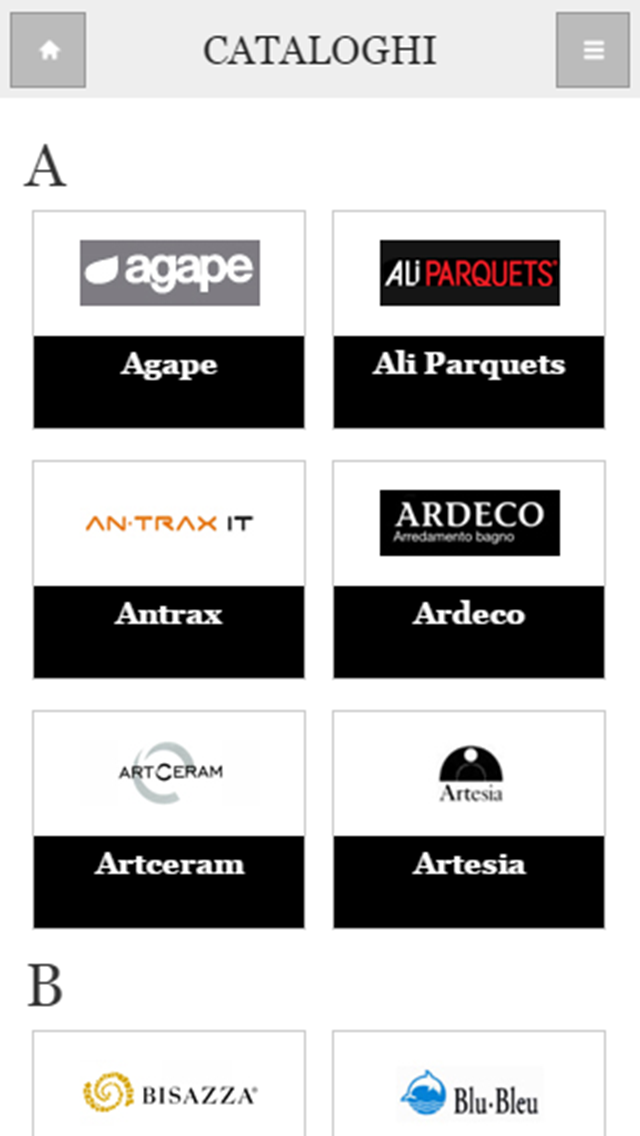 CATALOGHI
A
agape
ALi PARQUETS
Agape
Ali Parquets
AN·TRAX IT
ARDECO
Arredamento bagno
Antrax
Ardeco
ARTCERAM
Artesia
Artceram
Artesia
B
BISAZZA®
Blu·Bleu